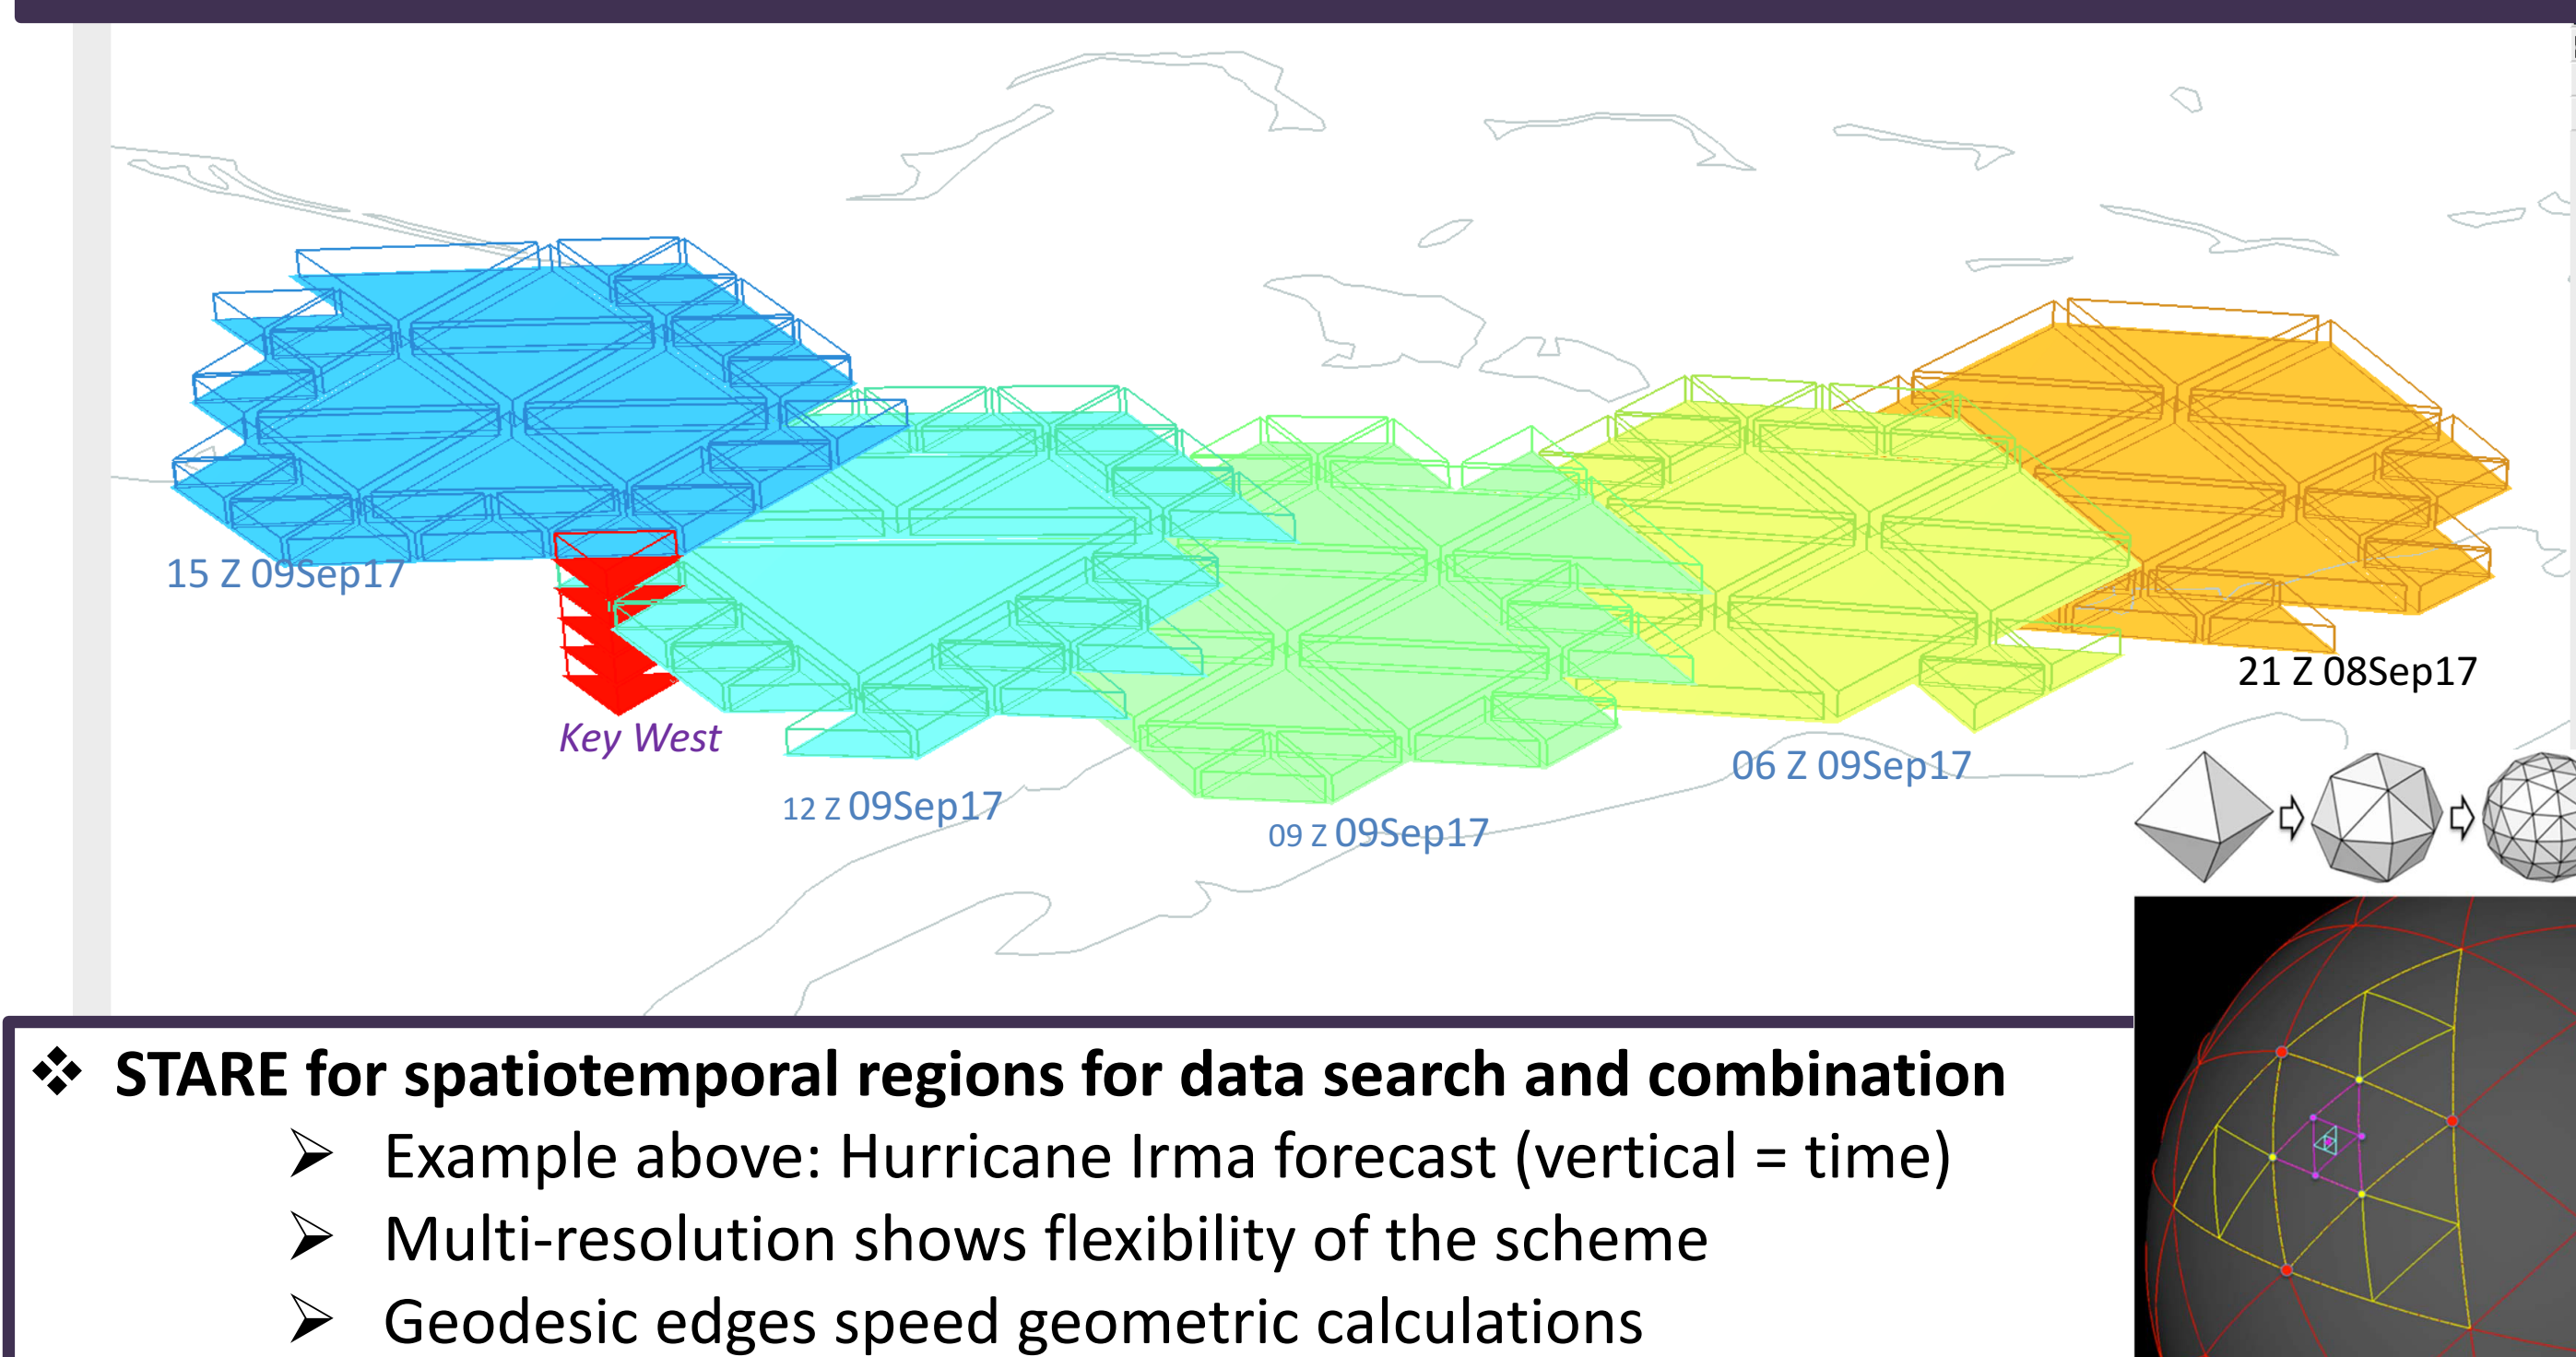 15 Z 09Sep17
Key West
12 Z 09Sep17
09 Z 09Sep17
06 Z 09Sep17
21 Z 08Sep17
❖ STARE for spatiotemporal regions for data search and combination
➢ Example above: Hurricane Irma forecast (vertical = time)
➢ Multi-resolution shows flexibility of the scheme
➢ Geodesic edges speed geometric calculations